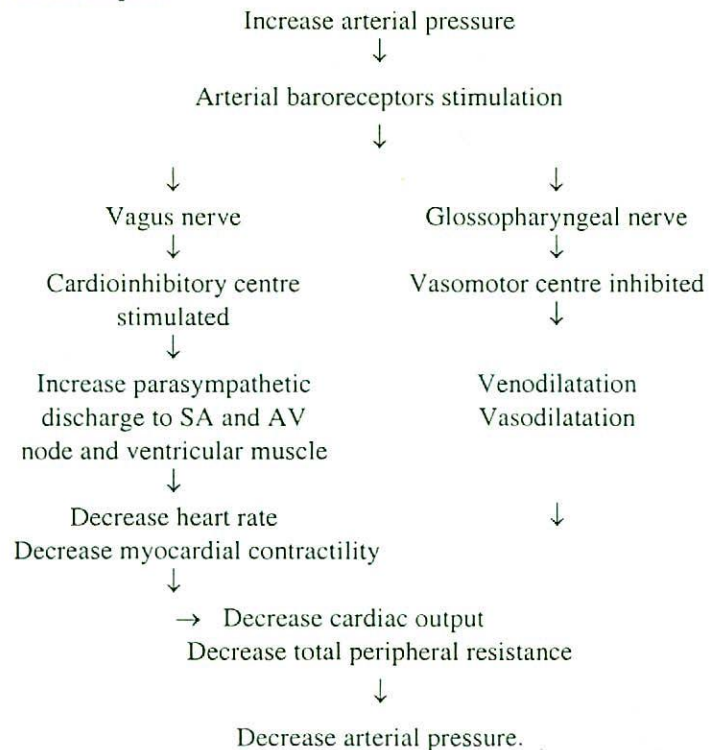 Increase arterial pressure
↓
Arterial baroreceptors stimulation
↓
↓ ↓
Vagus nerve Glossopharyngeal nerve
↓ ↓
Cardioinhibitory centre Vasomotor centre inhibited
stimulated ↓
↓
Increase parasympathetic Venodilatation
discharge to SA and AV Vasodilatation
node and ventricular muscle
↓
Decrease heart rate ↓
Decrease myocardial contractility
↓
→ Decrease cardiac output
Decrease total peripheral resistance
↓
Decrease arterial pressure.